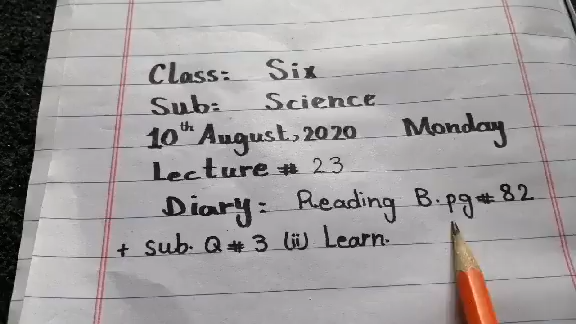 Class: Six
Sub: Science
10th August, 2020 Monday
Lecture # 23
Diary: Reading B. pg # 82
+ sub. Q # 3 (ii) Learn.